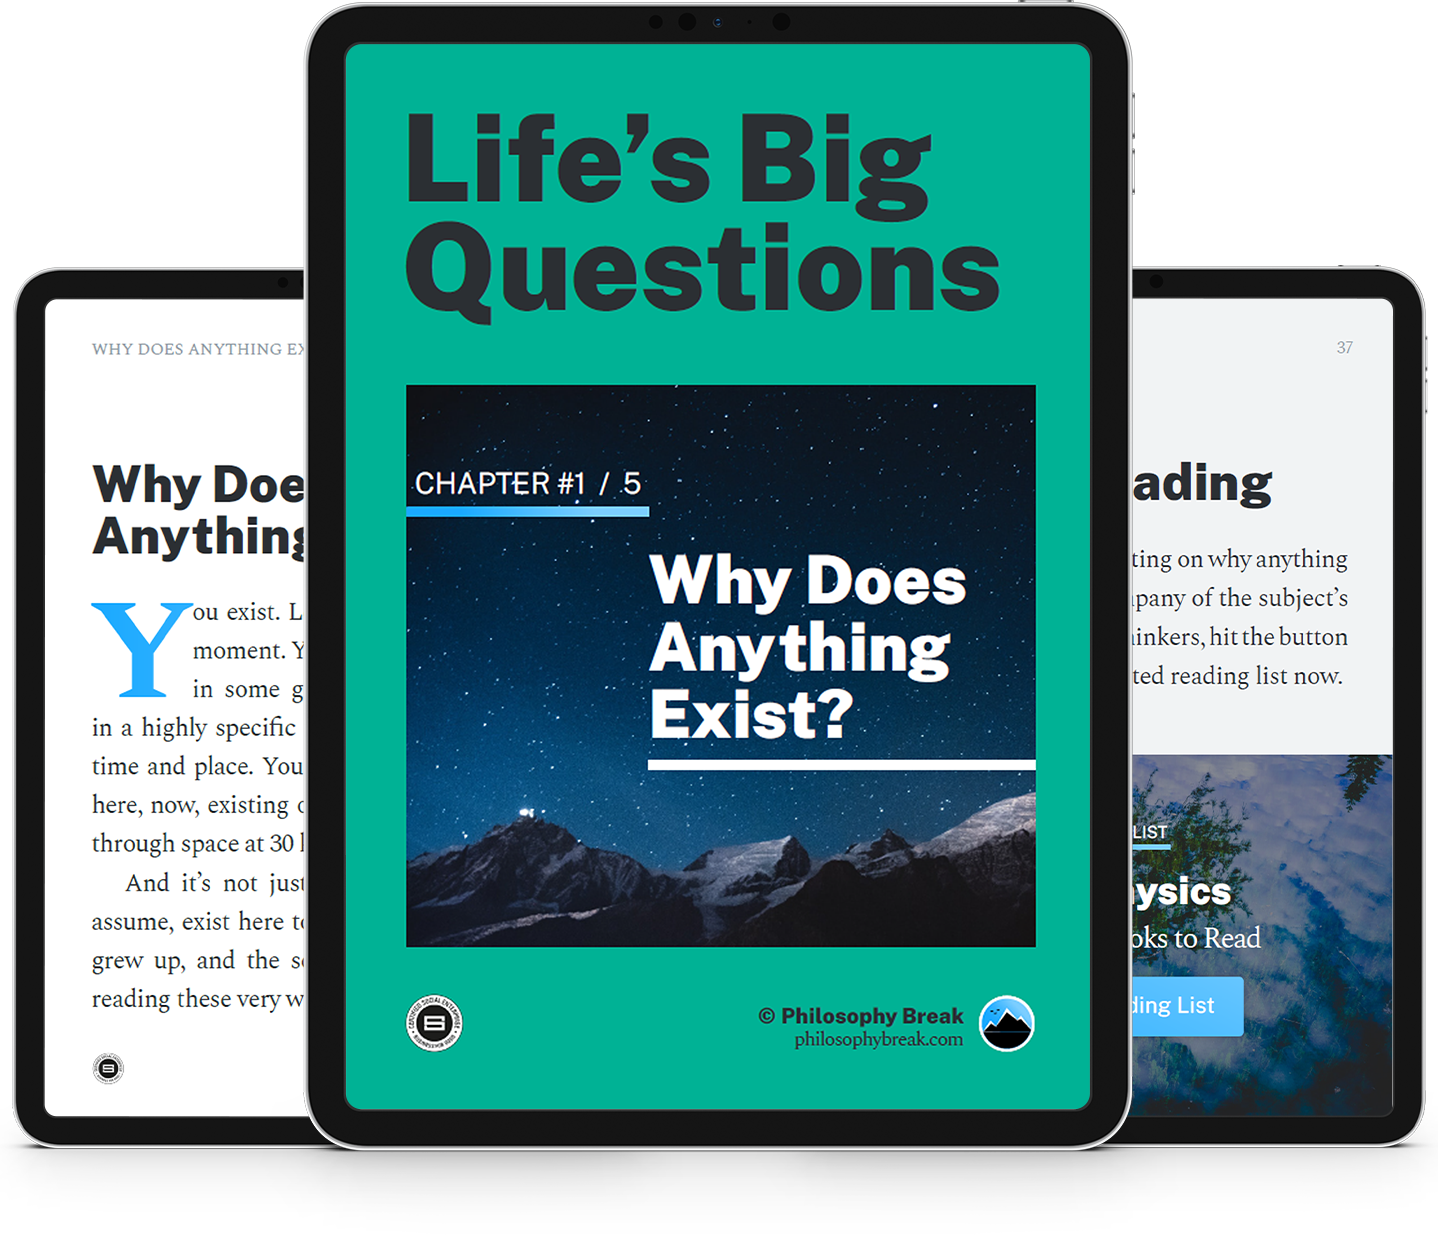 Life’s Big
Questions
CHAPTER #1 / 5
Why Does
Anything
Exist?
© Philosophy Break
philosophybreak.com
CERTIFIED SOCIAL ENTERPRISE
WHY DOES ANYTHING EX
Why Doe
Anything
You exist. L
moment. Y
in some g
in a highly specific
time and place. You
here, now, existing o
through space at 30
And it’s not just
assume, exist here to
grew up, and the s
reading these very w
37
ading
ting on why anything
pany of the subject’s
inkers, hit the button
ted reading list now.
LIST
ysics
oks to Read
ding List